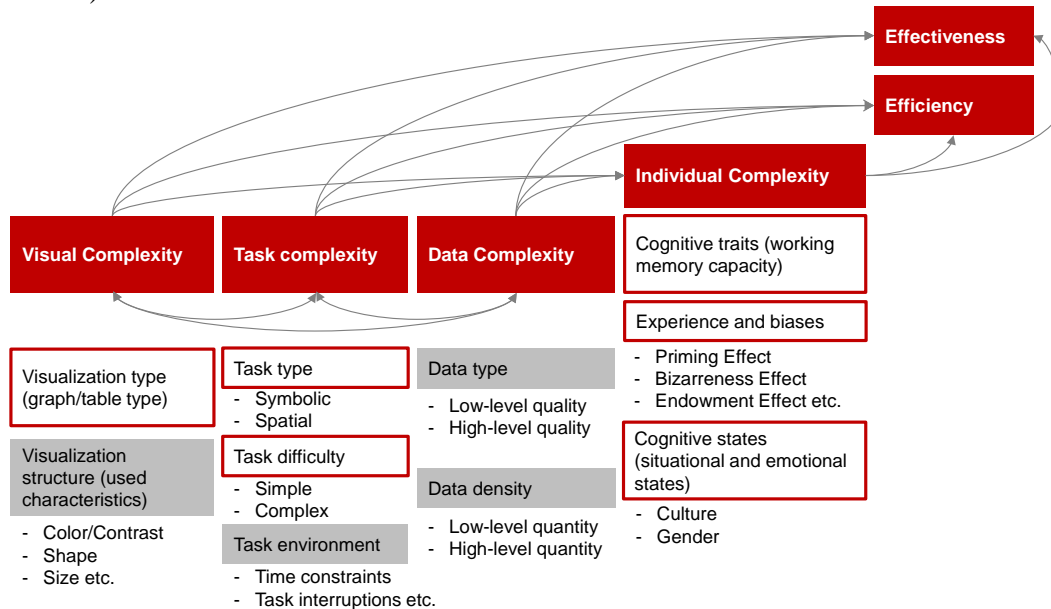 Effectiveness
Efficiency
Individual Complexity
Visual Complexity
Task complexity
Data Complexity
Cognitive traits (working
memory capacity)
Experience and biases
- Priming Effect
- Bizarreness Effect
- Endowment Effect etc.
Cognitive states
(situational and emotional
states)
- Culture
- Gender
Visualization type
(graph/table type)
Visualization
structure (used
characteristics)
- Color/Contrast
- Shape
- Size etc.
Task type
- Symbolic
- Spatial
Task difficulty
- Simple
- Complex
Task environment
- Time constraints
- Task interruptions etc.
Data type
- Low-level quality
- High-level quality
Data density
- Low-level quantity
- High-level quantity